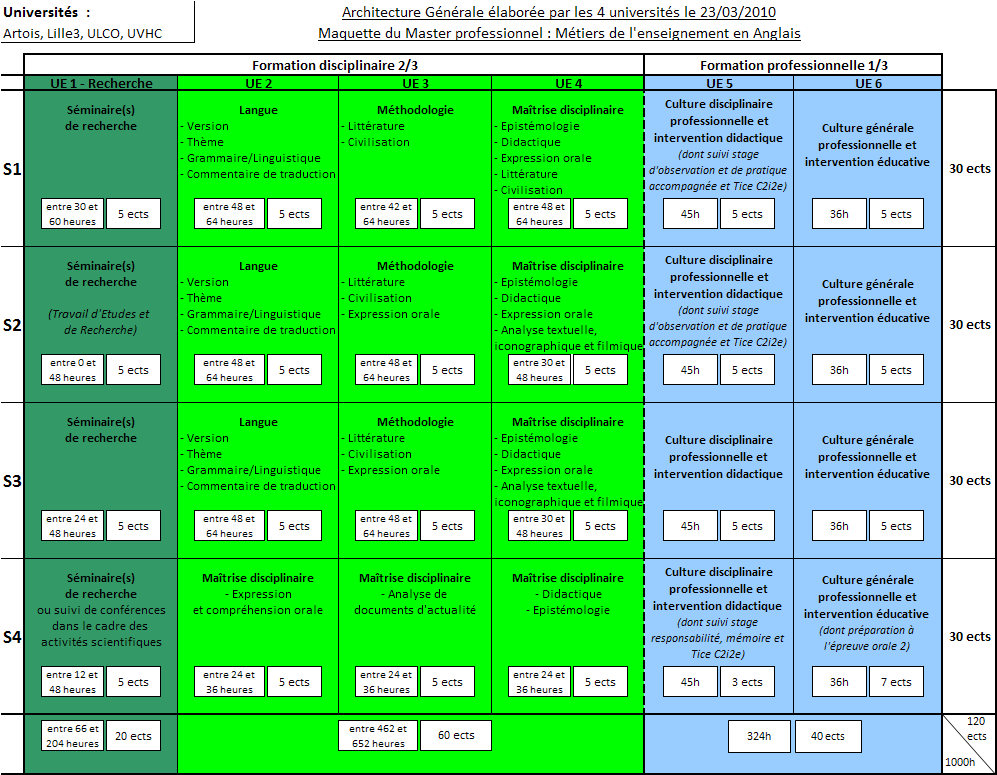 Universités :
Artois, Lille3, ULCO, UVHC
Architecture Générale élaborée par les 4 universités le 23/03/2010
Maquette du Master professionnel : Métiers de l'enseignement en Anglais
Formation disciplinaire 2/3
Formation professionnelle 1/3
UE 1 - Recherche
UE 2
UE 3
UE 4
UE 5
UE 6
S1
Séminaire(s)
de recherche
entre 30 et
60 heures
5 ects
Langue
- Version
- Thème
- Grammaire/Linguistique
- Commentaire de traduction
entre 48 et
64 heures
5 ects
Méthodologie
- Littérature
- Civilisation
entre 42 et
64 heures
5 ects
Maîtrise disciplinaire
- Epistémologie
- Didactique
- Expression orale
- Littérature
- Civilisation
entre 48 et
64 heures
5 ects
Culture disciplinaire
professionnelle et
intervention didactique
(dont suivi stage
d'observation et de pratique
accompagnée et Tice C2i2e)
45h
5 ects
Culture générale
professionnelle et
intervention éducative
36h
5 ects
30 ects
S2
Séminaire(s)
de recherche
(Travail d'Etudes et
de Recherche)
entre 0 et
48 heures
5 ects
Langue
- Version
- Thème
- Grammaire/Linguistique
- Commentaire de traduction
entre 48 et
64 heures
5 ects
Méthodologie
- Littérature
- Civilisation
- Expression orale
entre 48 et
64 heures
5 ects
Maîtrise disciplinaire
- Epistémologie
- Didactique
- Expression orale
- Analyse textuelle,
iconographique et filmique
entre 30 et
48 heures
5 ects
Culture disciplinaire
professionnelle et
intervention didactique
(dont suivi stage
d'observation et de pratique
accompagnée et Tice C2i2e)
45h
5 ects
Culture générale
professionnelle et
intervention éducative
36h
5 ects
30 ects
S3
Séminaire(s)
de recherche
entre 24 et
48 heures
5 ects
Langue
- Version
- Thème
- Grammaire/Linguistique
- Commentaire de traduction
entre 48 et
64 heures
5 ects
Méthodologie
- Littérature
- Civilisation
- Expression orale
entre 48 et
64 heures
5 ects
Maîtrise disciplinaire
- Epistémologie
- Didactique
- Expression orale
- Analyse textuelle,
iconographique et filmique
entre 30 et
48 heures
5 ects
Culture disciplinaire
professionnelle et
intervention didactique
45h
5 ects
Culture générale
professionnelle et
intervention éducative
36h
5 ects
30 ects
S4
Séminaire(s)
de recherche
ou suivi de conférences
dans le cadre des
activités scientifiques
entre 12 et
48 heures
5 ects
Maîtrise disciplinaire
- Expression
et compréhension orale
entre 24 et
36 heures
5 ects
Maîtrise disciplinaire
- Analyse de
documents d'actualité
entre 24 et
36 heures
5 ects
Maîtrise disciplinaire
- Didactique
- Epistémologie
entre 24 et
36 heures
5 ects
Culture disciplinaire
professionnelle et
intervention didactique
(dont suivi stage
responsabilité, mémoire et
Tice C2i2e)
45h
3 ects
Culture générale
professionnelle et
intervention éducative
(dont préparation à
l'épreuve orale 2)
36h
7 ects
30 ects
entre 66 et
204 heures
20 ects
entre 462 et
652 heures
60 ects
324h
40 ects
120
ects
1000h